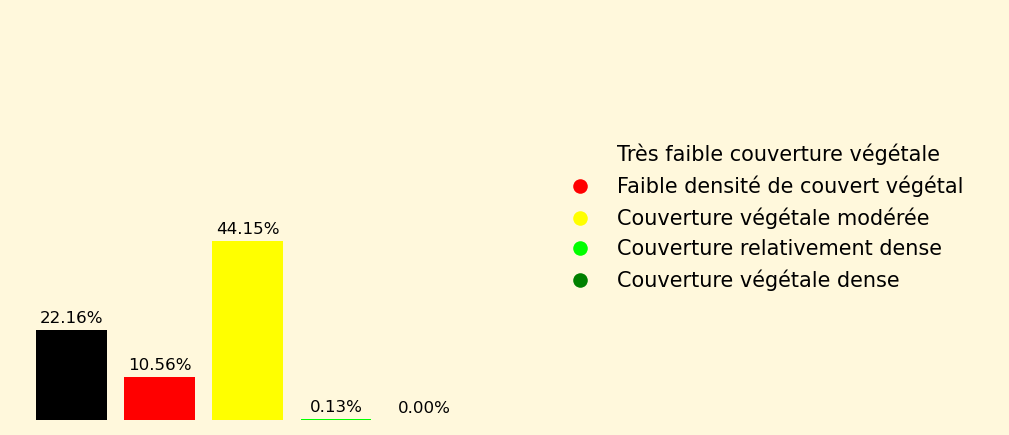 44.15%
22.16%
10.56%
0.13%
0.00%
Très faible couverture végétale
Faible densité de couvert végétal
Couverture végétale modérée
Couverture relativement dense
Couverture végétale dense